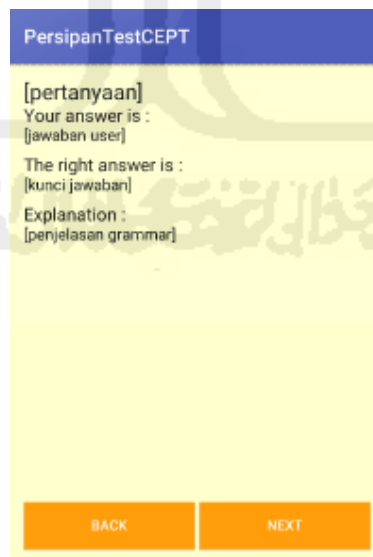 PersipanTestCEPT
[pertanyaan]
Your answer is :
[jawaban user]
The right answer is :
[kunci jawaban]
Explanation :
[penjelasan grammar]
BACK
NEXT